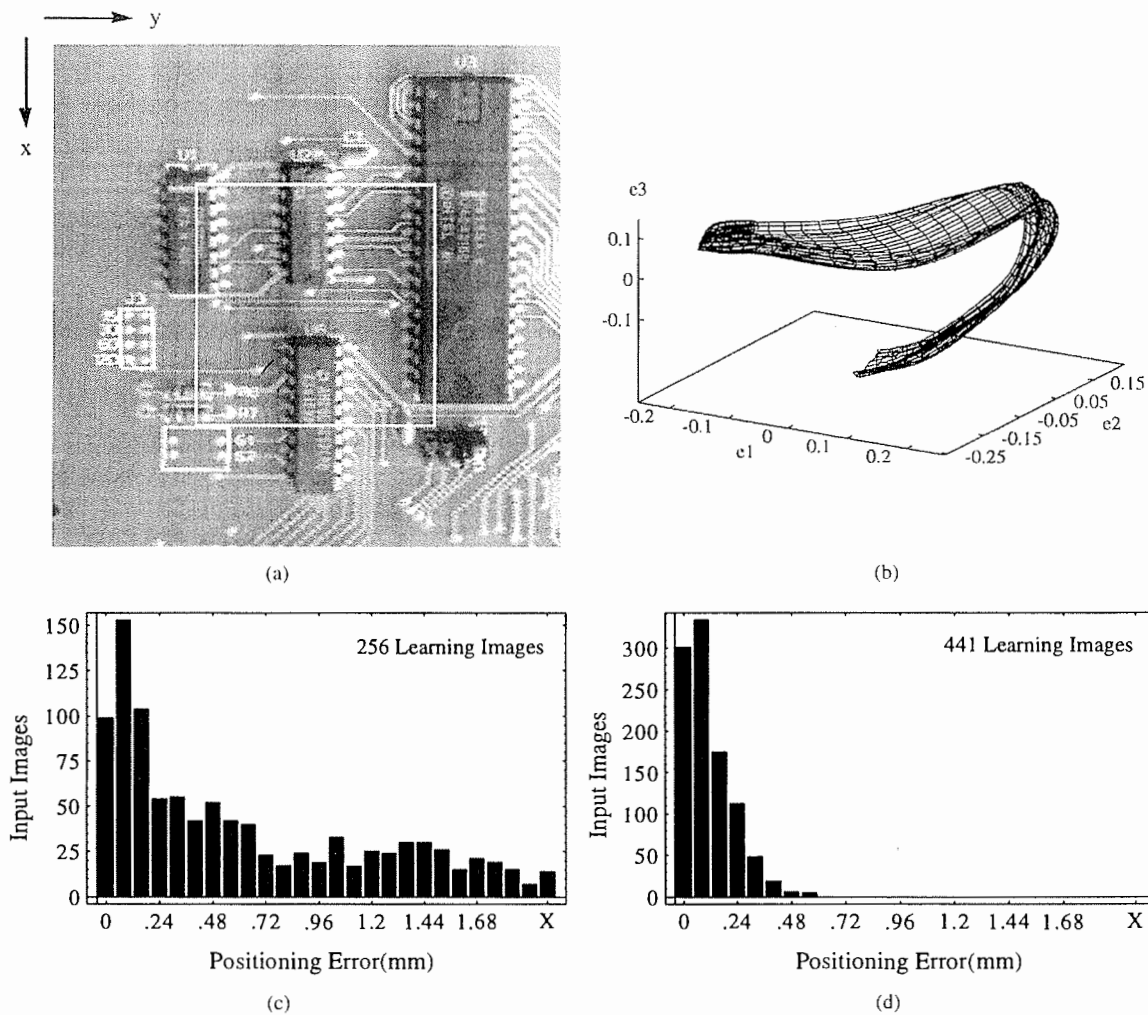 y
x
U3
(a)
e3
0.1
0
-0.1
-0.2
-0.1
0
0.1
0.2
e1
-0.25
-0.15
-0.05
0.05
0.15
e2
(b)
256 Learning Images
150
125
100
75
50
25
0
Input Images
0 .24 .48 .72 .96 1.2 1.44 1.68 X
Positioning Error(mm)
(c)
441 Learning Images
300
250
200
150
100
50
0
Input Images
0 .24 .48 .72 .96 1.2 1.44 1.68 X
Positioning Error(mm)
(d)